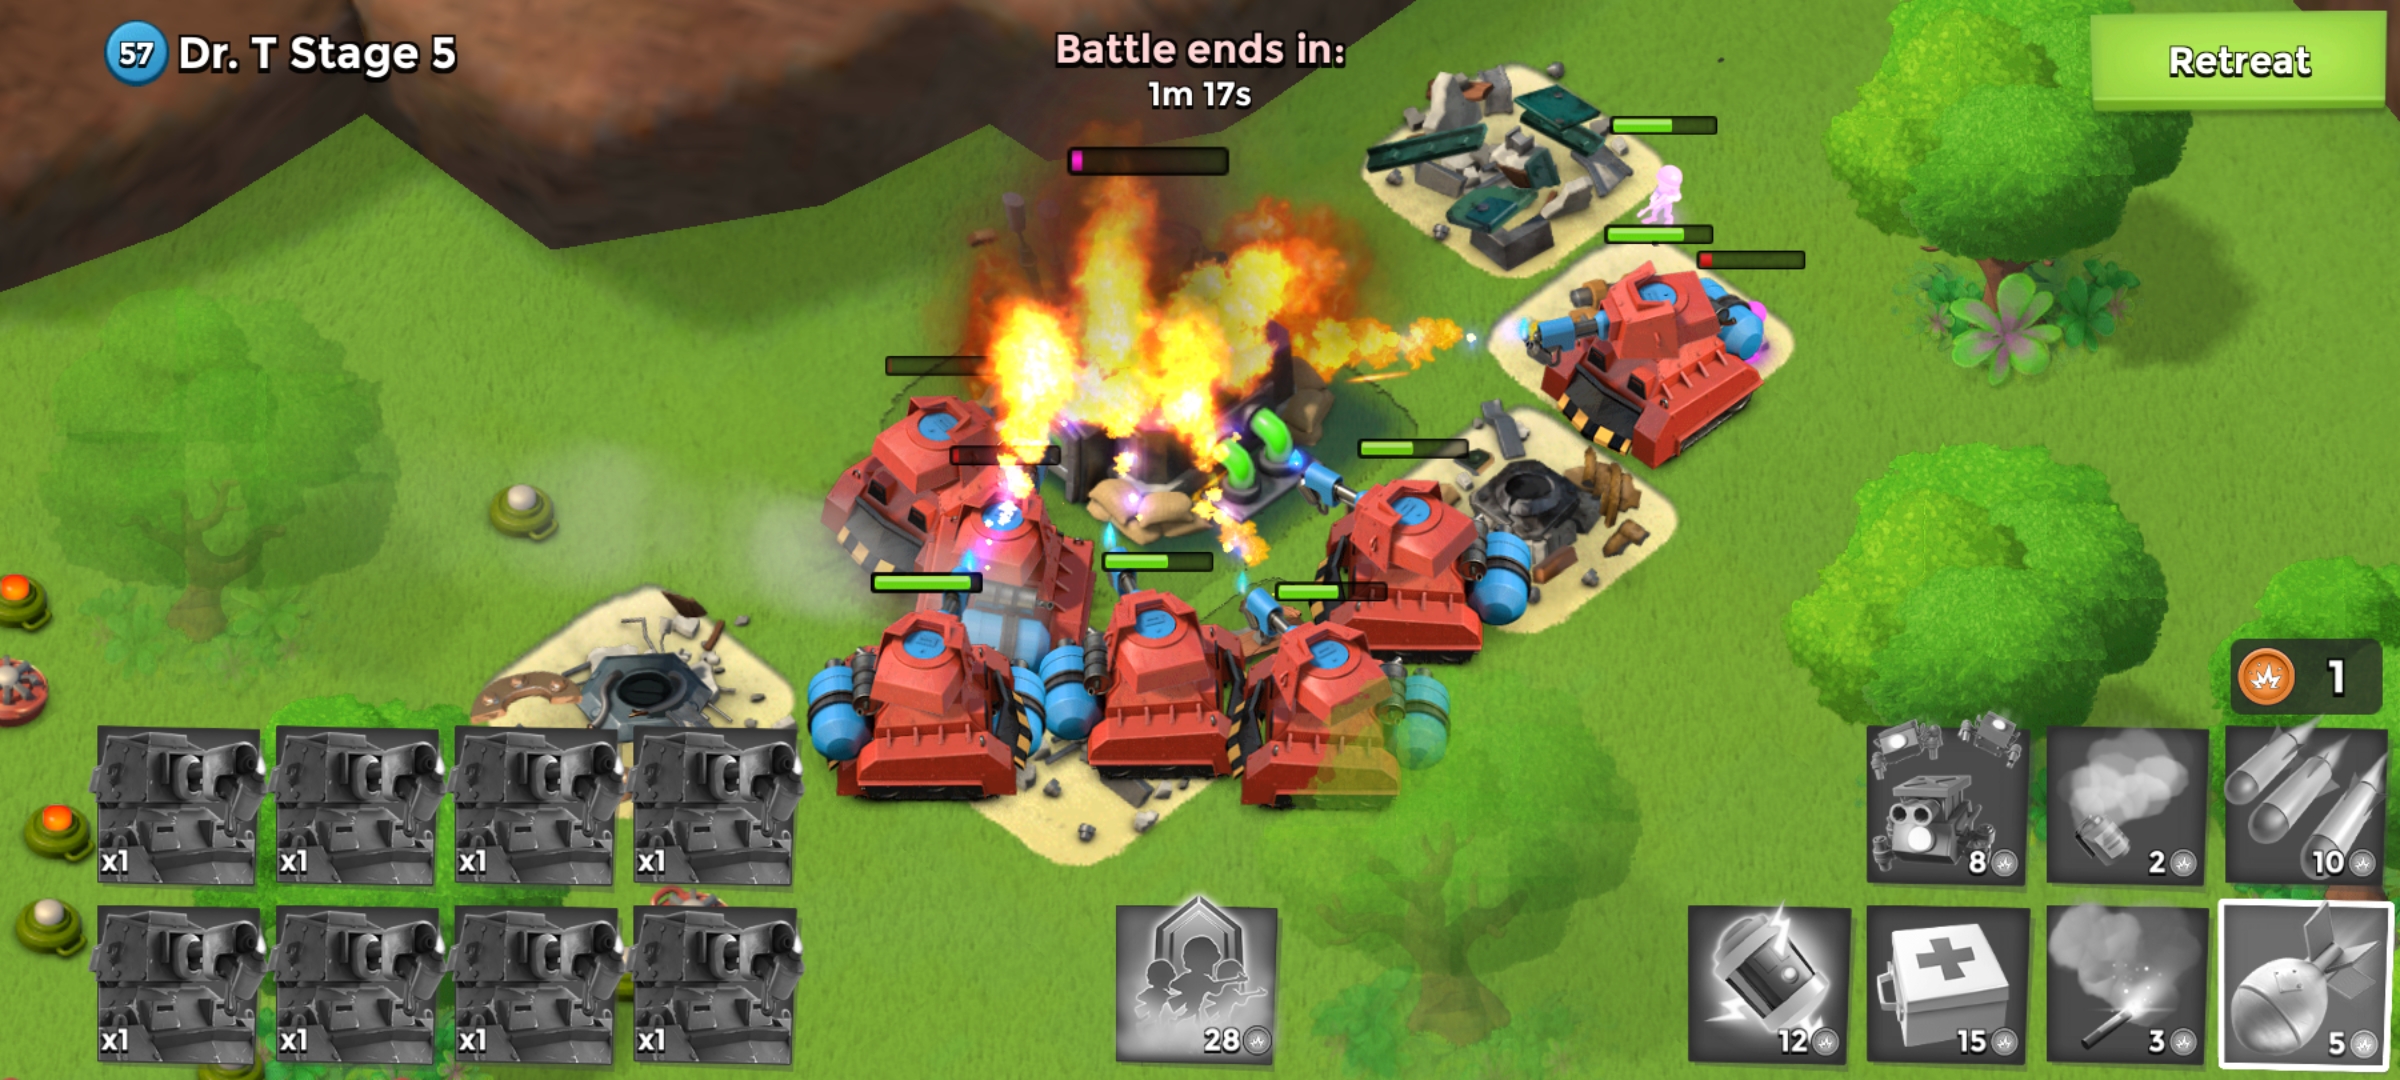 57 Dr. T Stage 5
Battle ends in:
1m 17s
Retreat
1
x1 x1 x1 x1
8 2 10
x1 x1 x1 x1
28
12 15 3 5